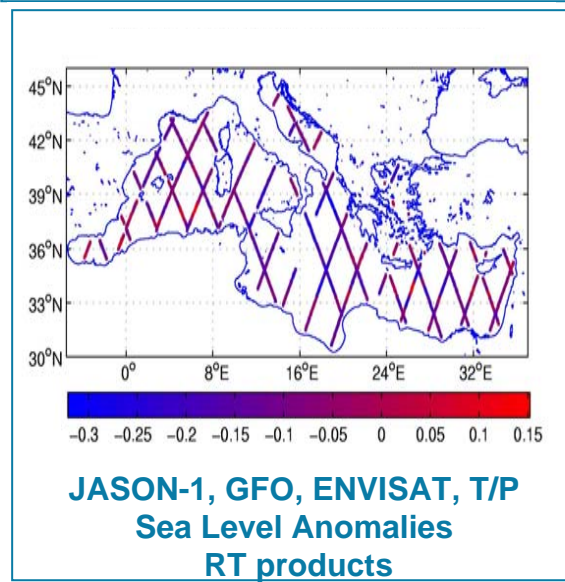 45°N
42°N
39°N
36°N
33°N
30°N
0° 8°E 16°E 24°E 32°E
−0.3 −0.25 −0.2 −0.15 −0.1 −0.05 0 0.05 0.1 0.15
JASON-1, GFO, ENVISAT, T/P
Sea Level Anomalies
RT products